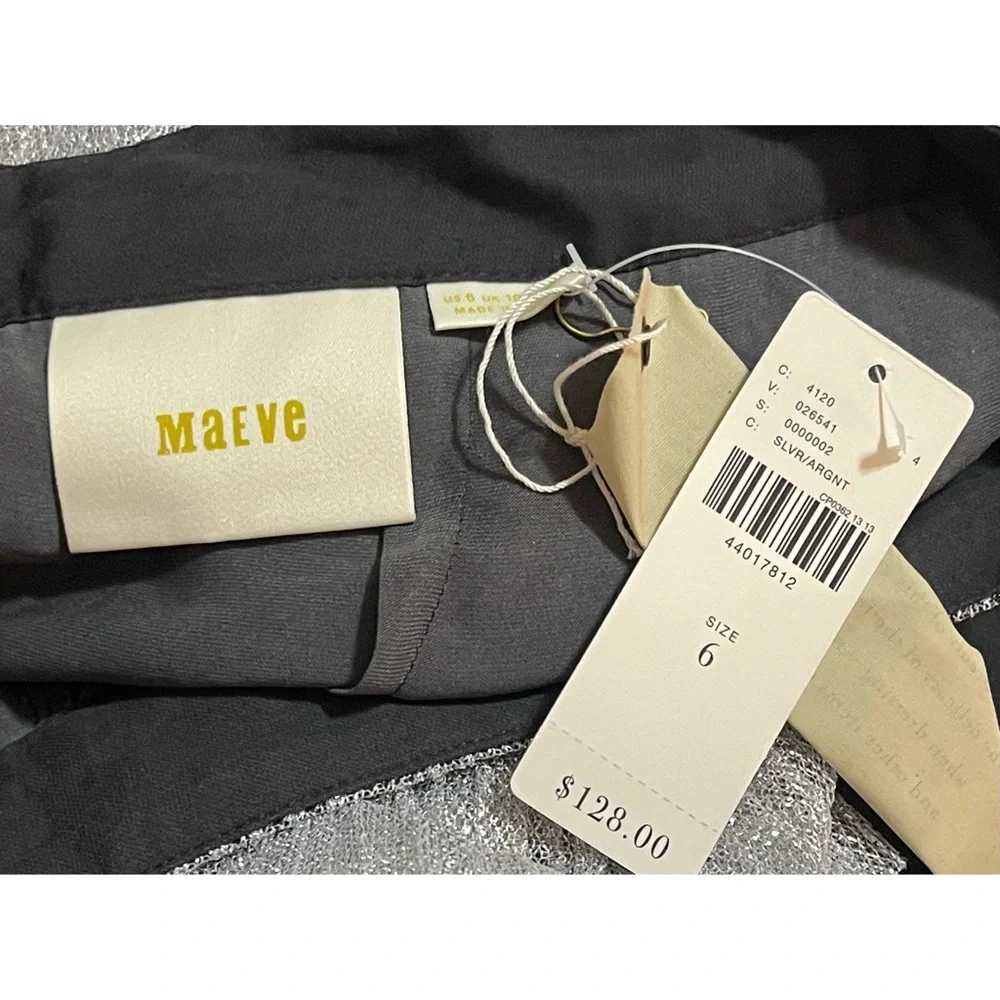 MaEVe
US 6 UK 10
MADE
C: 4120
V: 026541
S: 0000002
C: SLVR/ARGNT
4
CP0362 13 13
44017812
SIZE
6
$128.00